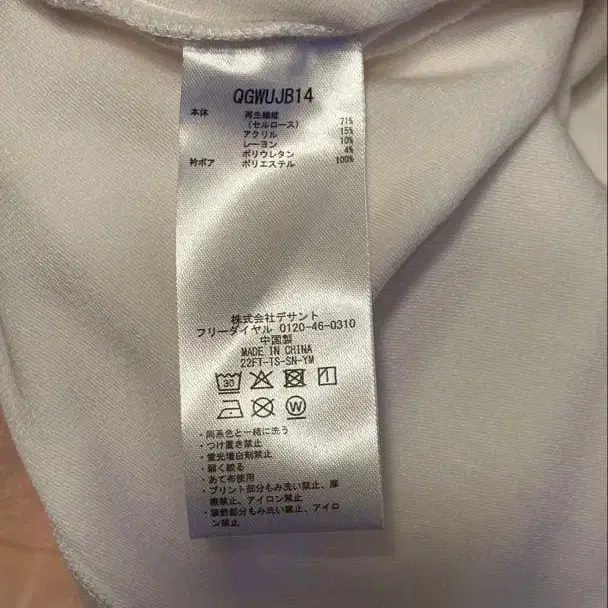 QGWUJB14
本体 再生繊維
(セルロース) 71%
アクリル 15%
レーヨン 10%
ポリウレタン 4%
衿ボア ポリエステル 100%
株式会社デサント
フリーダイヤル 0120-46-0310
中国製
MADE IN CHINA
22FT-TS-SN-YM
30
W
・同系色と一緒に洗う
・つけ置き禁止
・蛍光増白剤禁止
・弱く絞る
・あて布使用
・プリント部分もみ洗い禁止、摩
擦禁止、アイロン禁止
・装飾部分もみ洗い禁止、アイロ
ン禁止